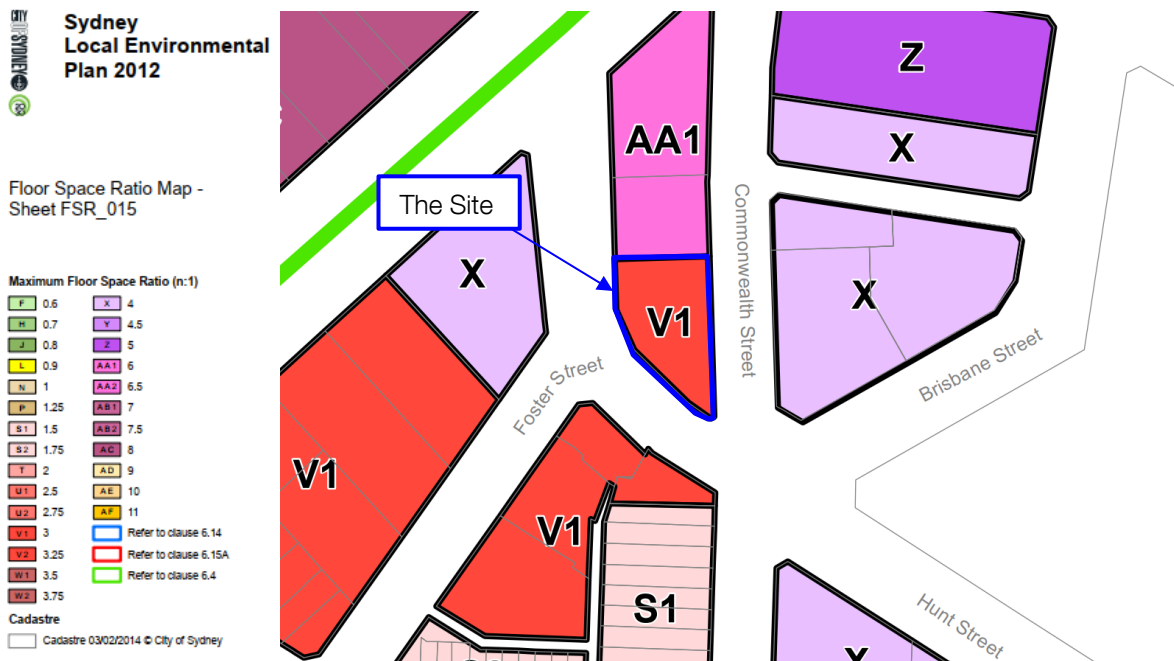 CITY OF SYDNEY
Sydney
Local Environmental
Plan 2012
Floor Space Ratio Map -
Sheet FSR_015
Maximum Floor Space Ratio (n:1)
F 0.6
H 0.7
J 0.8
L 0.9
N 1
P 1.25
S1 1.5
S2 1.75
T 2
U1 2.5
U2 2.75
V1 3
V2 3.25
W1 3.5
W2 3.75
X 4
Y 4.5
Z 5
AA1 6
AA2 6.5
AB1 7
AB2 7.5
AC 8
AD 9
AE 10
AF 11
Refer to clause 6.14
Refer to clause 6.15A
Refer to clause 6.4
Cadastre
Cadastre 03/02/2014 © City of Sydney
Z
AA1
X
The Site
Commonwealth Street
X
X
V1
Foster Street
Brisbane Street
V1
V1
S1
Hunt Street
X